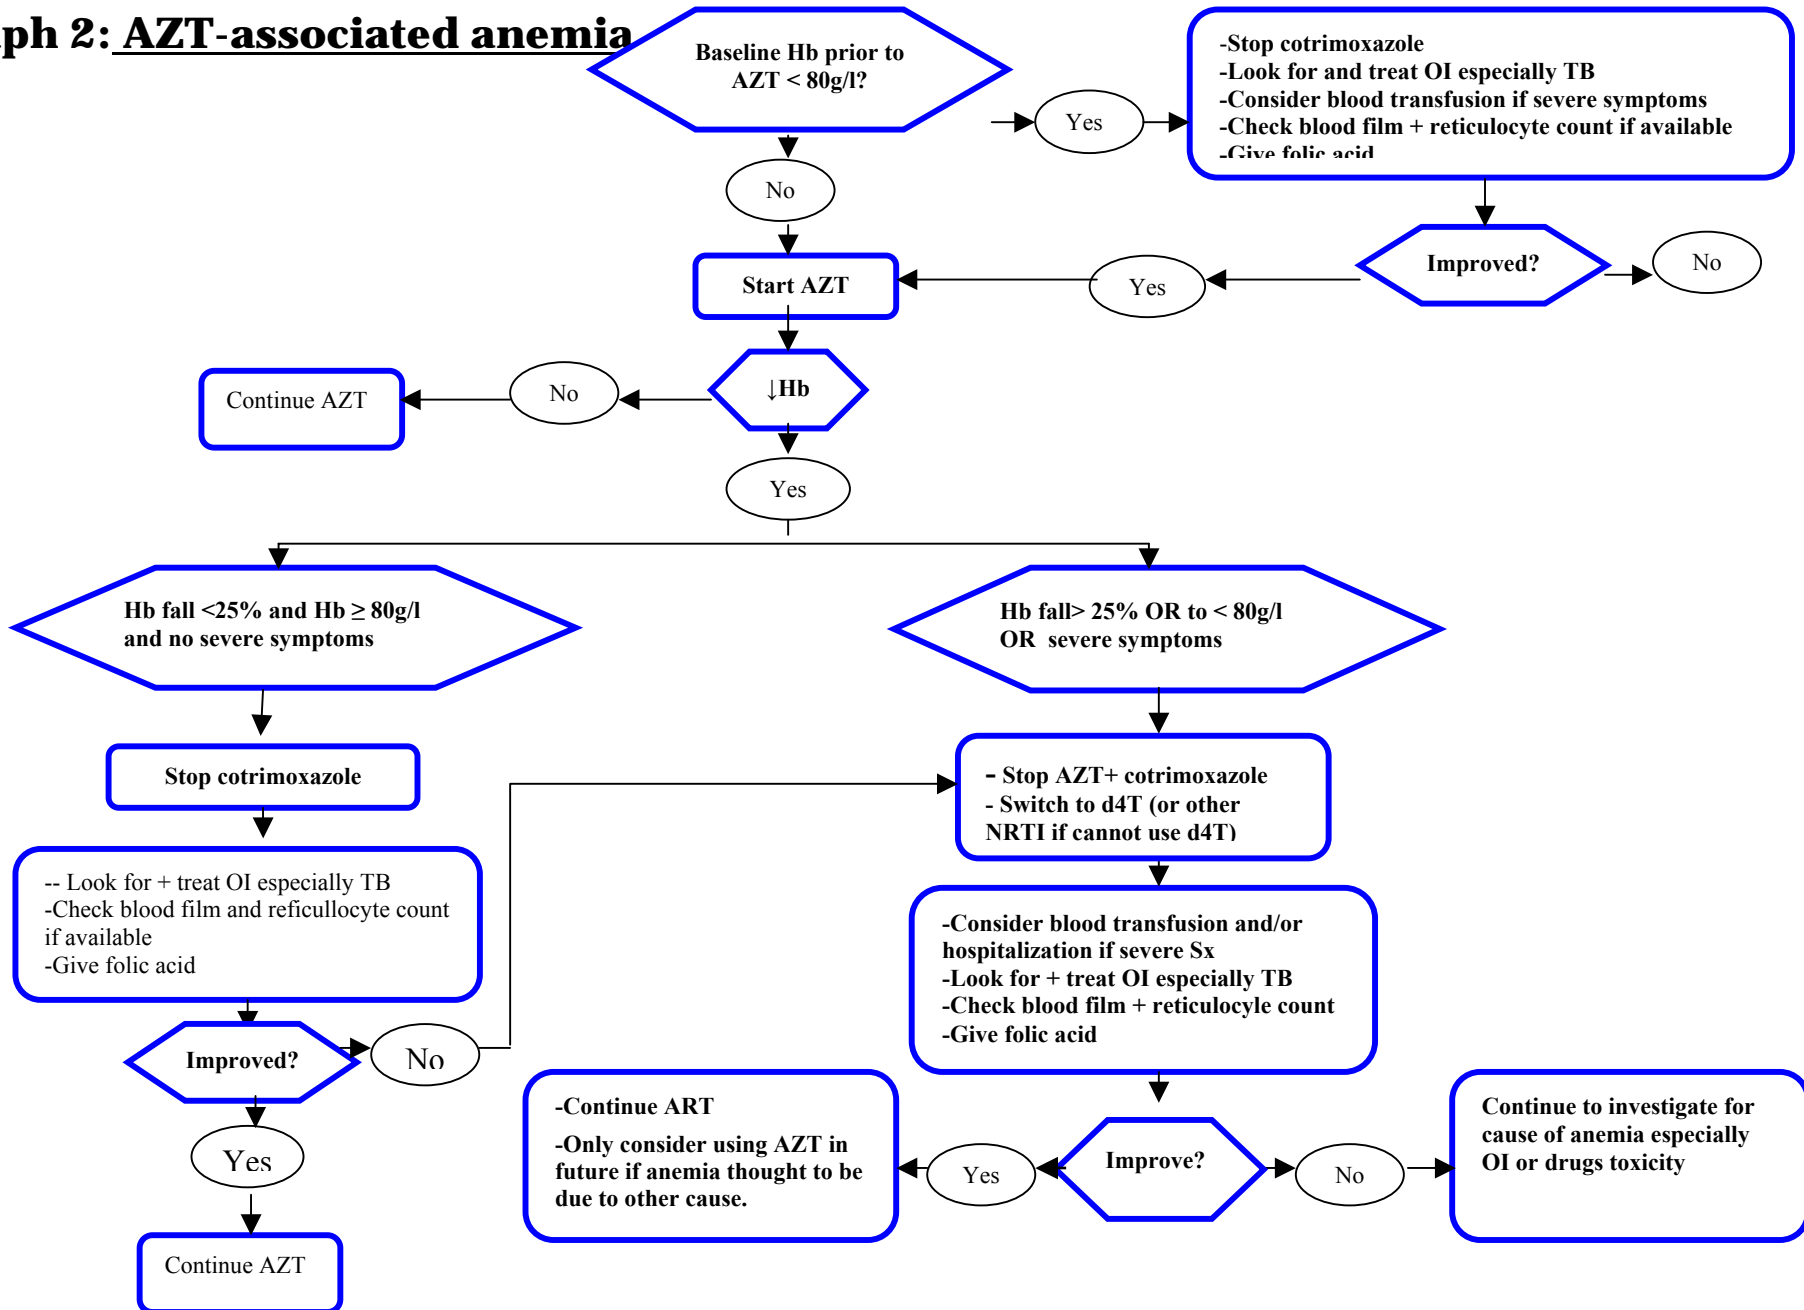 ph 2: AZT-associated anemia
Baseline Hb prior to
AZT < 80g/l?
Yes
-Stop cotrimoxazole
-Look for and treat OI especially TB
-Consider blood transfusion if severe symptoms
-Check blood film + reticulocyte count if available
-Give folic acid
No
Improved?
No
Yes
Start AZT
↓Hb
No
Continue AZT
Yes
Hb fall <25% and Hb ≥ 80g/l
and no severe symptoms
Hb fall> 25% OR to < 80g/l
OR severe symptoms
Stop cotrimoxazole
- Stop AZT+ cotrimoxazole
- Switch to d4T (or other
NRTI if cannot use d4T)
-- Look for + treat OI especially TB
-Check blood film and reficullocyte count
if available
-Give folic acid
-Consider blood transfusion and/or
hospitalization if severe Sx
-Look for + treat OI especially TB
-Check blood film + reticulocyle count
-Give folic acid
Improved?
No
Yes
Continue AZT
-Continue ART
-Only consider using AZT in
future if anemia thought to be
due to other cause.
Yes
Improve?
No
Continue to investigate for
cause of anemia especially
OI or drugs toxicity